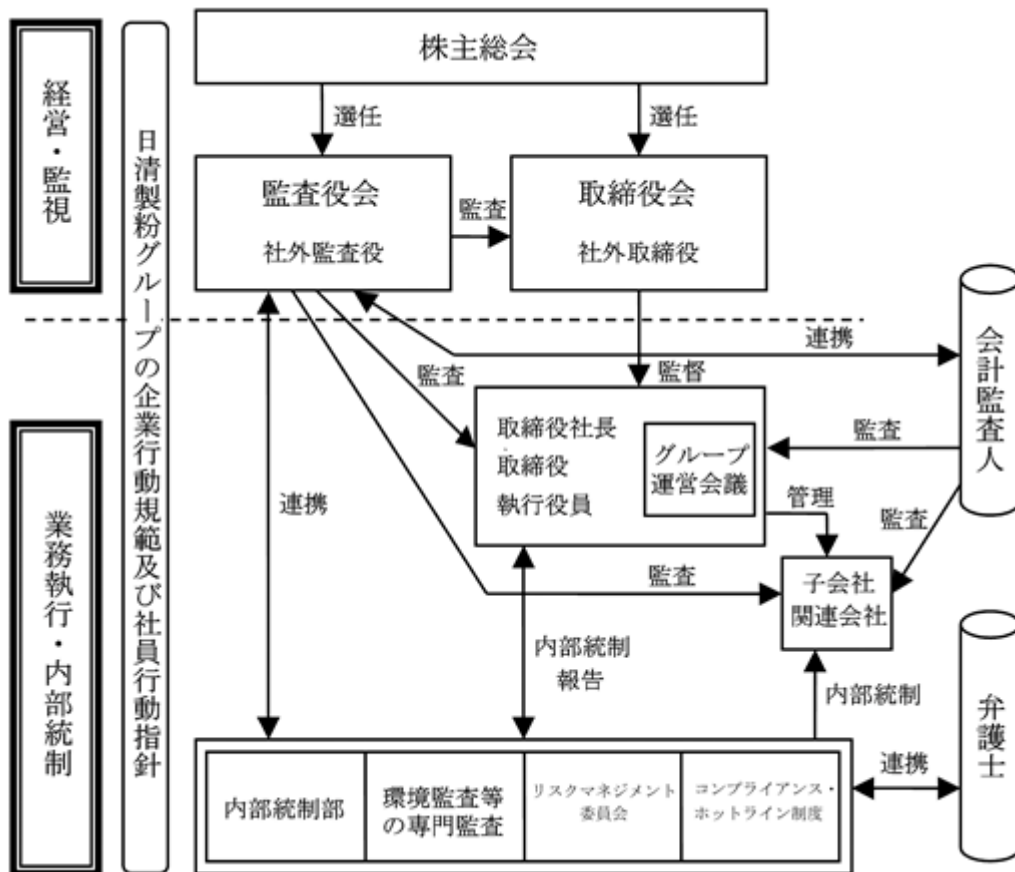 株主総会
選任
選任
経営・監視
日清製粉グループの企業行動規範及び社員行動指針
監査役会
社外監査役
監査
取締役会
社外取締役
連携
会計監査人
監査
監督
取締役社長
取締役
執行役員
グループ
運営会議
監査
管理
監査
業務執行・内部統制
連携
監査
子会社
関連会社
内部統制
報告
内部統制
弁護士
連携
内部統制部
環境監査等
の専門監査
リスクマネジメント
委員会
コンプライアンス・
ホットライン制度